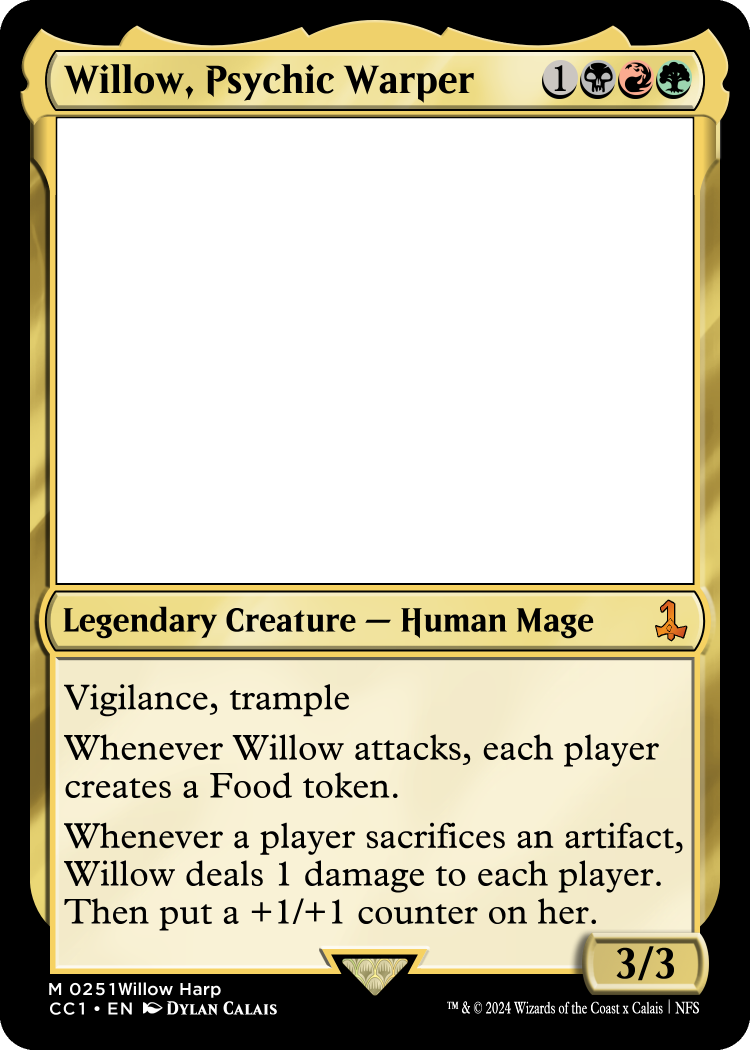 Willow, Psychic Warper 1
Legendary Creature — Human Mage
Vigilance, trample
Whenever Willow attacks, each player
creates a Food token.
Whenever a player sacrifices an artifact,
Willow deals 1 damage to each player.
Then put a +1/+1 counter on her.
3/3
M 0251Willow Harp
CC1 • EN Dylan Calais
™ & © 2024 Wizards of the Coast x Calais | NFS